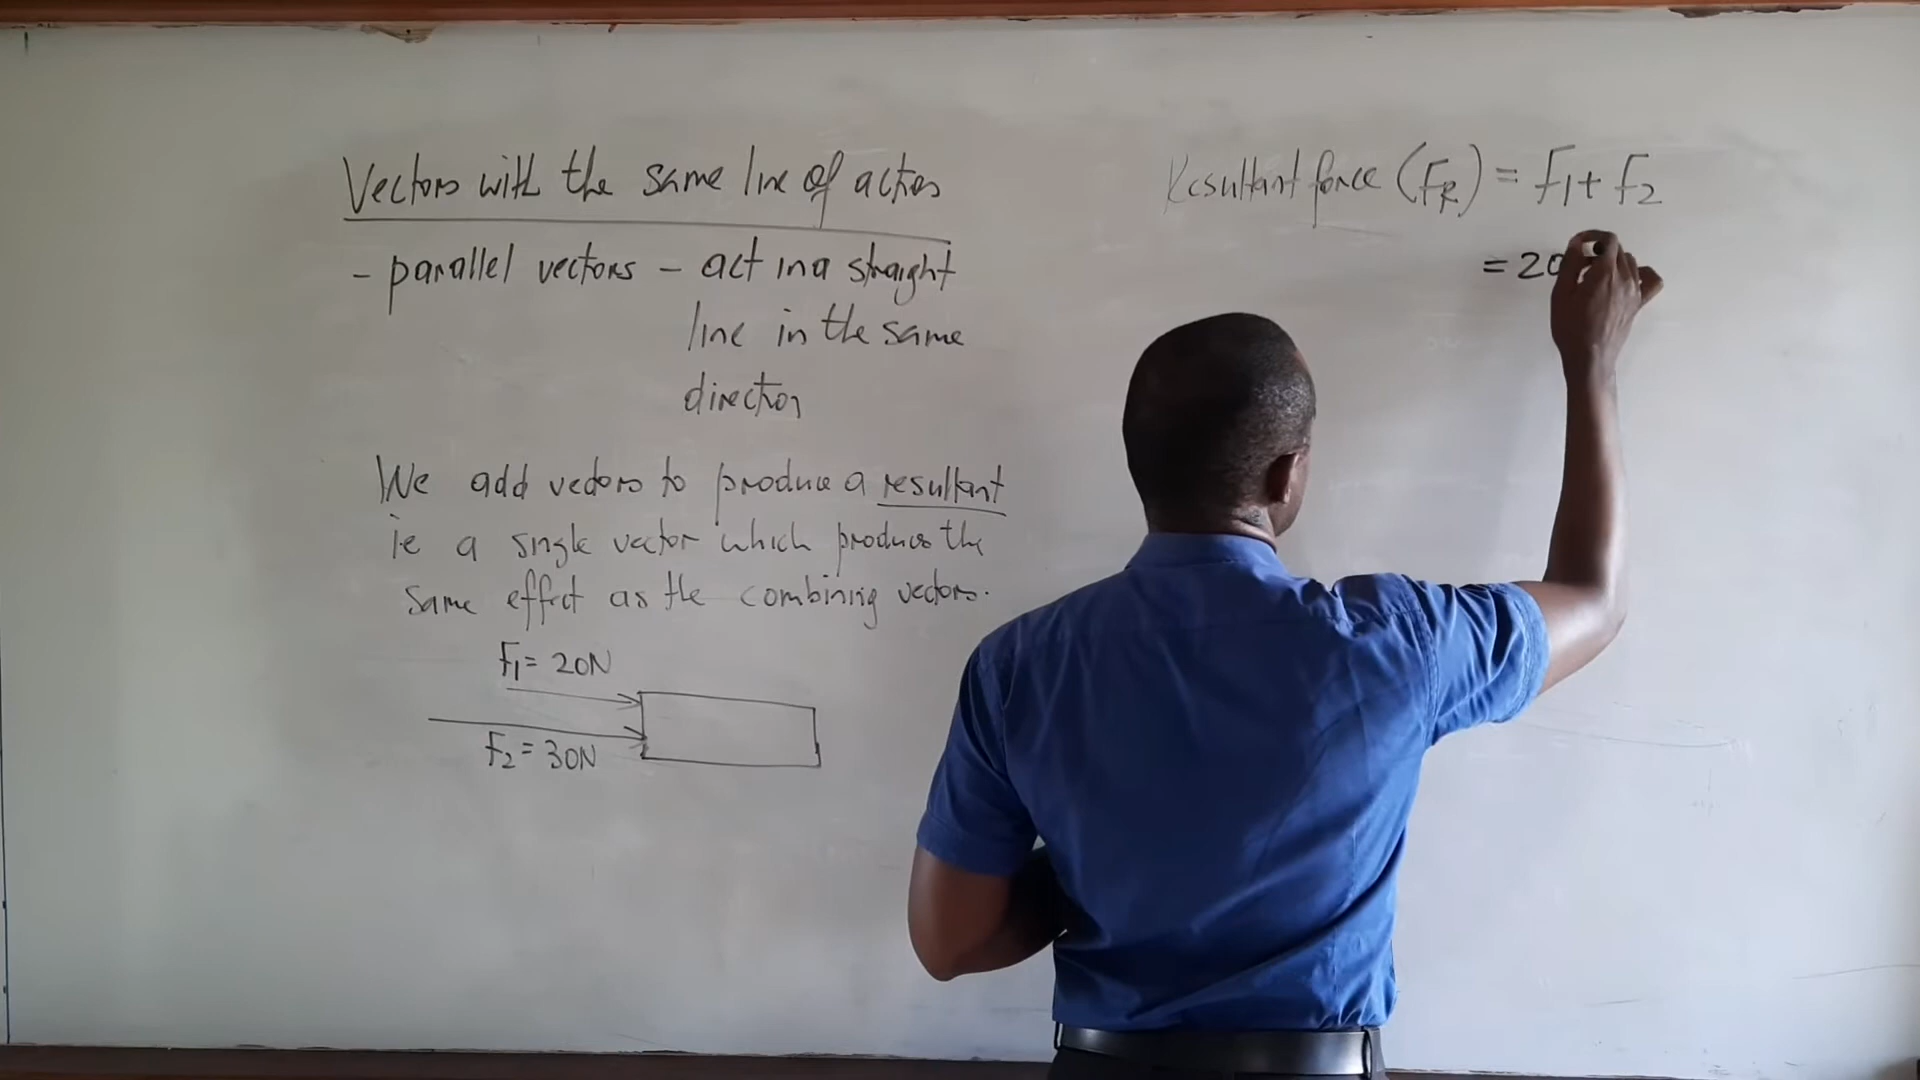 Vectors with the same line of action
- parallel vectors - act in a straight
line in the same
direction
We add vectors to produce a resultant
ie a single vector which produces the
same effect as the combining vectors.
F1 = 20N
F2 = 30N
Resultant force (FR) = F1 + F2
= 20